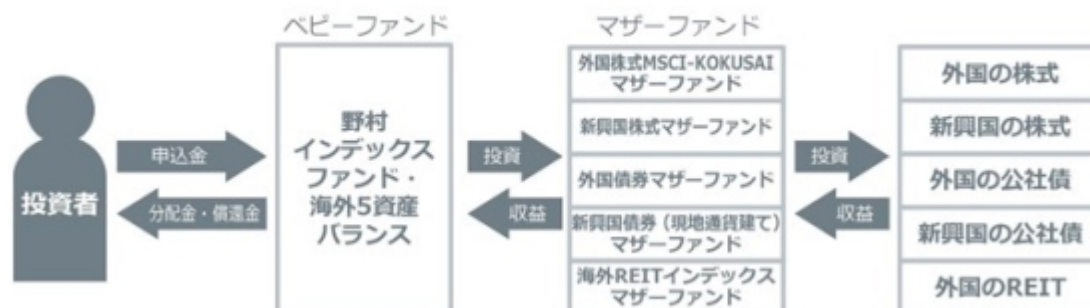 ベビーファンド
マザーファンド
投資者
申込金
分配金・償還金
野村
インデックス
ファンド・
海外5資産
バランス
投資
収益
外国株式MSCI-KOKUSAI
マザーファンド
新興国株式マザーファンド
外国債券マザーファンド
新興国債券(現地通貨建て)
マザーファンド
海外REITインデックス
マザーファンド
投資
収益
外国の株式
新興国の株式
外国の公社債
新興国の公社債
外国のREIT